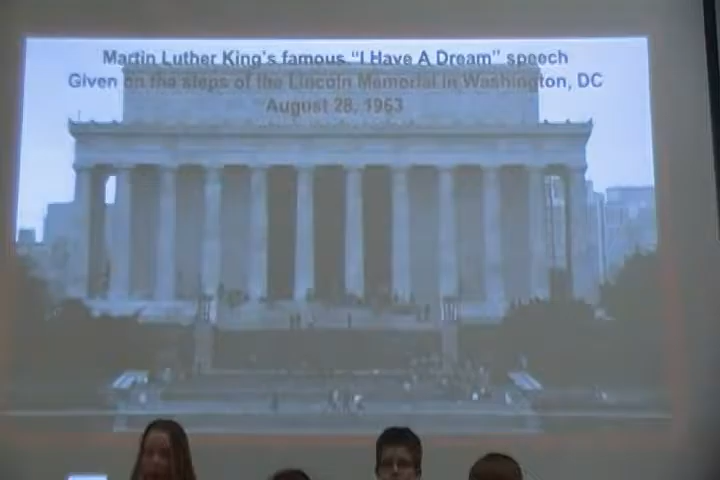 Martin Luther King's famous "I Have A Dream" speech
Given on the steps of the Lincoln Memorial in Washington, DC
August 28, 1963